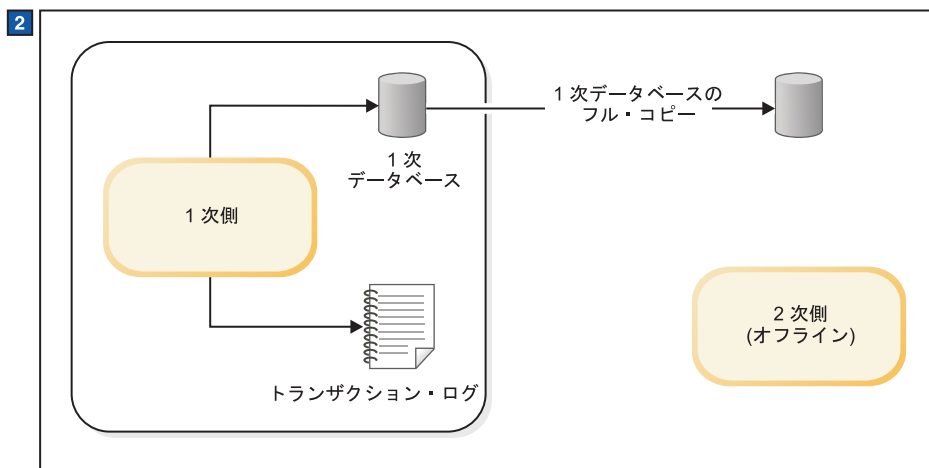 2
1 次データベースの
フル・コピー
1 次
データベース
1 次側
2 次側
(オフライン)
トランザクション・ログ